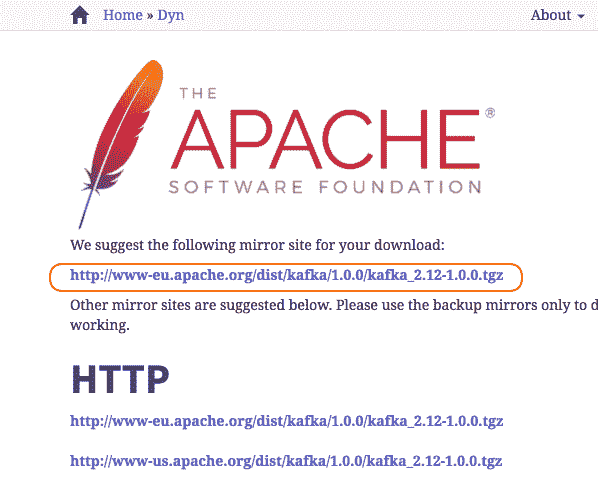 Home » Dyn
About
THE
APACHE®
SOFTWARE FOUNDATION
We suggest the following mirror site for your download:
http://www-eu.apache.org/dist/kafka/1.0.0/kafka_2.12-1.0.0.tgz
Other mirror sites are suggested below. Please use the backup mirrors only to d
working.
HTTP
http://www-eu.apache.org/dist/kafka/1.0.0/kafka_2.12-1.0.0.tgz
http://www-us.apache.org/dist/kafka/1.0.0/kafka_2.12-1.0.0.tgz